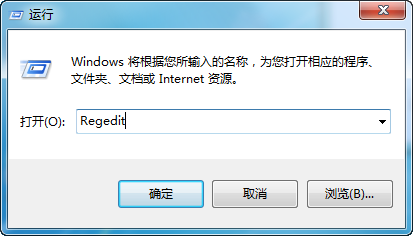 运行
Windows 将根据您所输入的名称，为您打开相应的程序、
文件夹、文档或 Internet 资源。
打开(O): Regedit
确定 取消 浏览(B)...